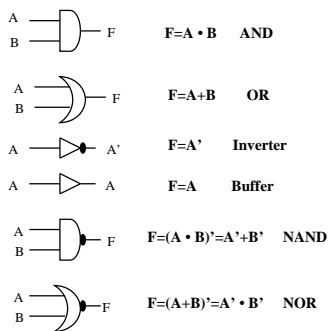 A
B
F
F=A • B AND
A
B
F
F=A+B OR
A
A'
F=A' Inverter
A
A
F=A Buffer
A
B
F
F=(A • B)'=A'+B' NAND
A
B
F
F=(A+B)'=A' • B' NOR